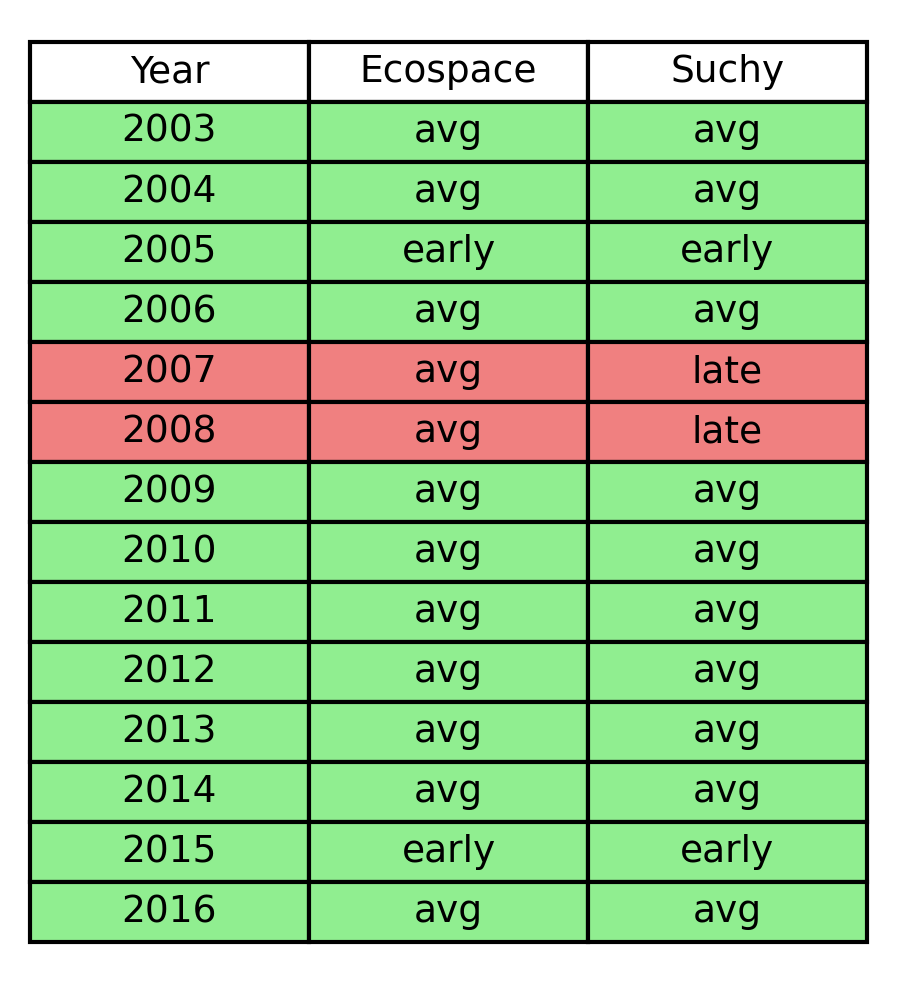 Year Ecospace Suchy
2003 avg avg
2004 avg avg
2005 early early
2006 avg avg
2007 avg late
2008 avg late
2009 avg avg
2010 avg avg
2011 avg avg
2012 avg avg
2013 avg avg
2014 avg avg
2015 early early
2016 avg avg